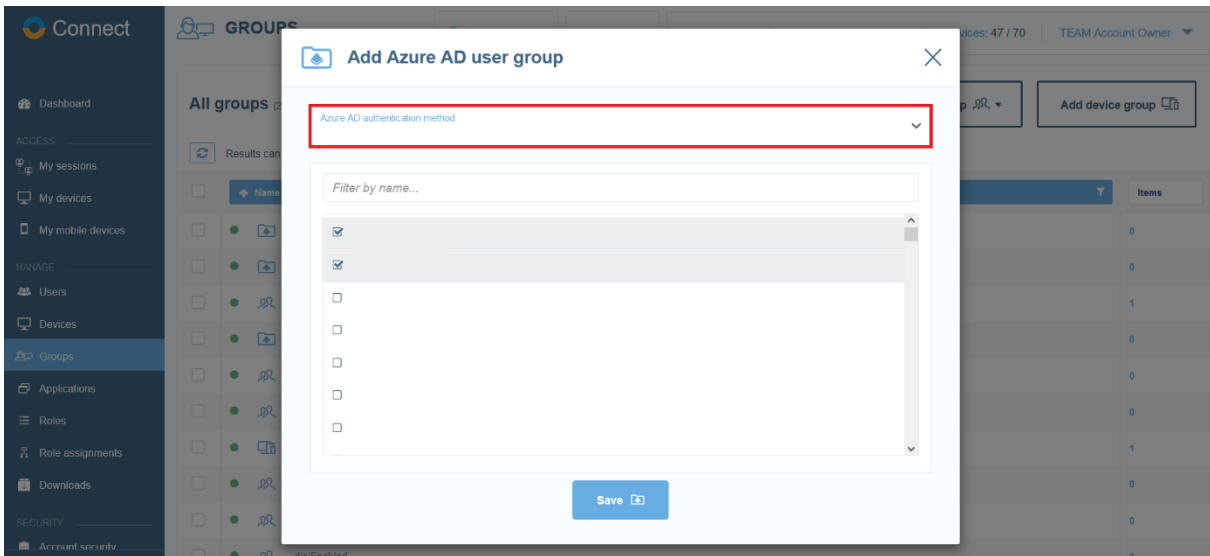 Connect
Dashboard
ACCESS
My sessions
My devices
My mobile devices
MANAGE
Users
Devices
Groups
Applications
Roles
Role assignments
Downloads
SECURITY
Account security
GROUPS
vices: 47 / 70
TEAM Account Owner
All groups (2
p
Add device group
Results can
Name
Items
0
0
1
0
0
0
1
0
0
Add Azure AD user group
Azure AD authentication method
Filter by name...
Save